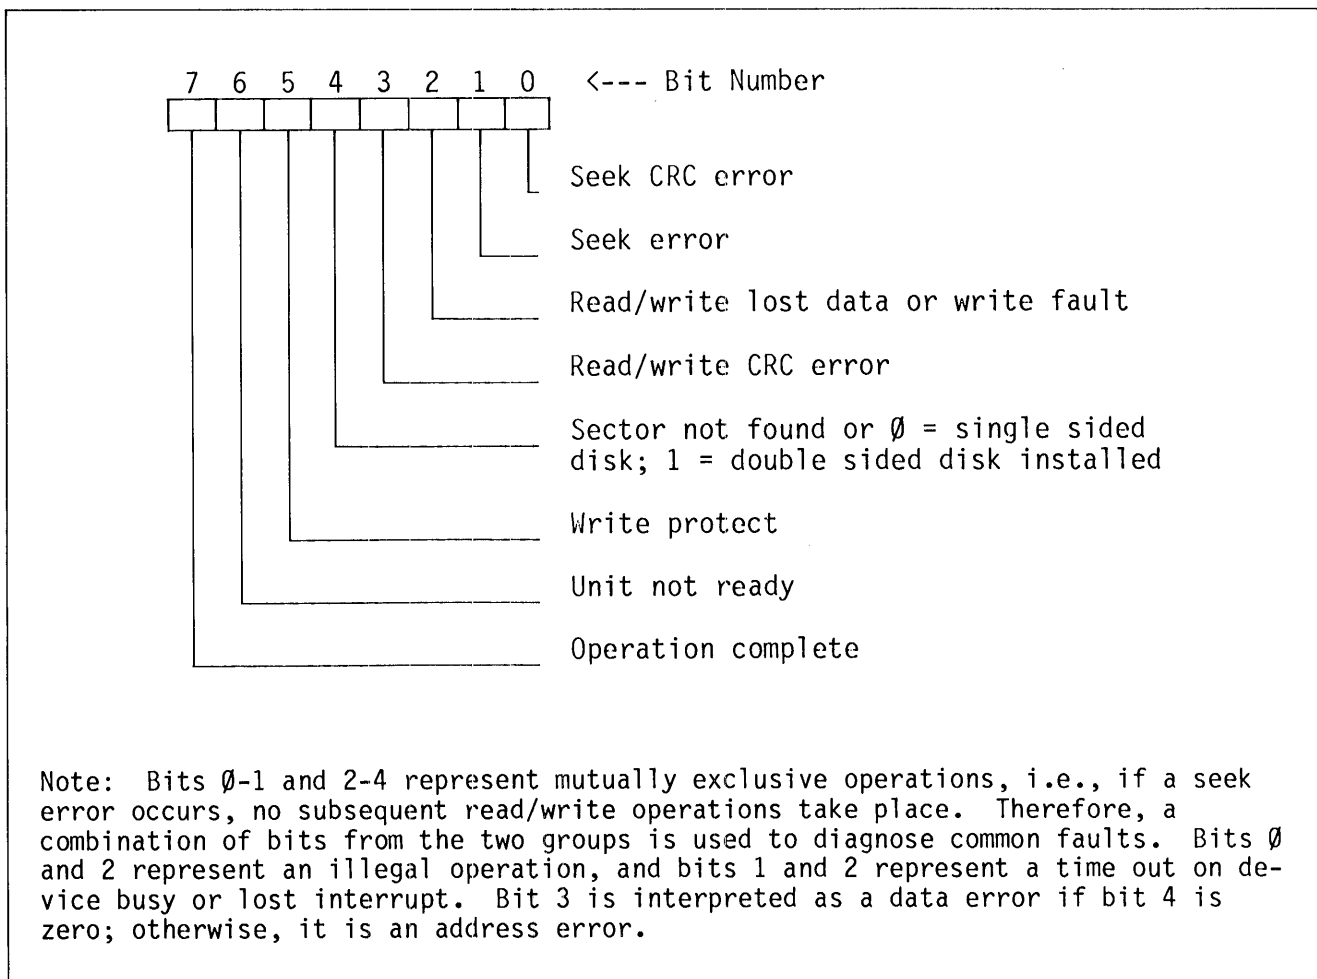 7 6 5 4 3 2 1 0 <--- Bit Number
Seek CRC error
Seek error
Read/write lost data or write fault
Read/write CRC error
Sector not found or Ø = single sided
disk; 1 = double sided disk installed
Write protect
Unit not ready
Operation complete
Note: Bits Ø-1 and 2-4 represent mutually exclusive operations, i.e., if a seek
error occurs, no subsequent read/write operations take place. Therefore, a
combination of bits from the two groups is used to diagnose common faults. Bits Ø
and 2 represent an illegal operation, and bits 1 and 2 represent a time out on de-
vice busy or lost interrupt. Bit 3 is interpreted as a data error if bit 4 is
zero; otherwise, it is an address error.